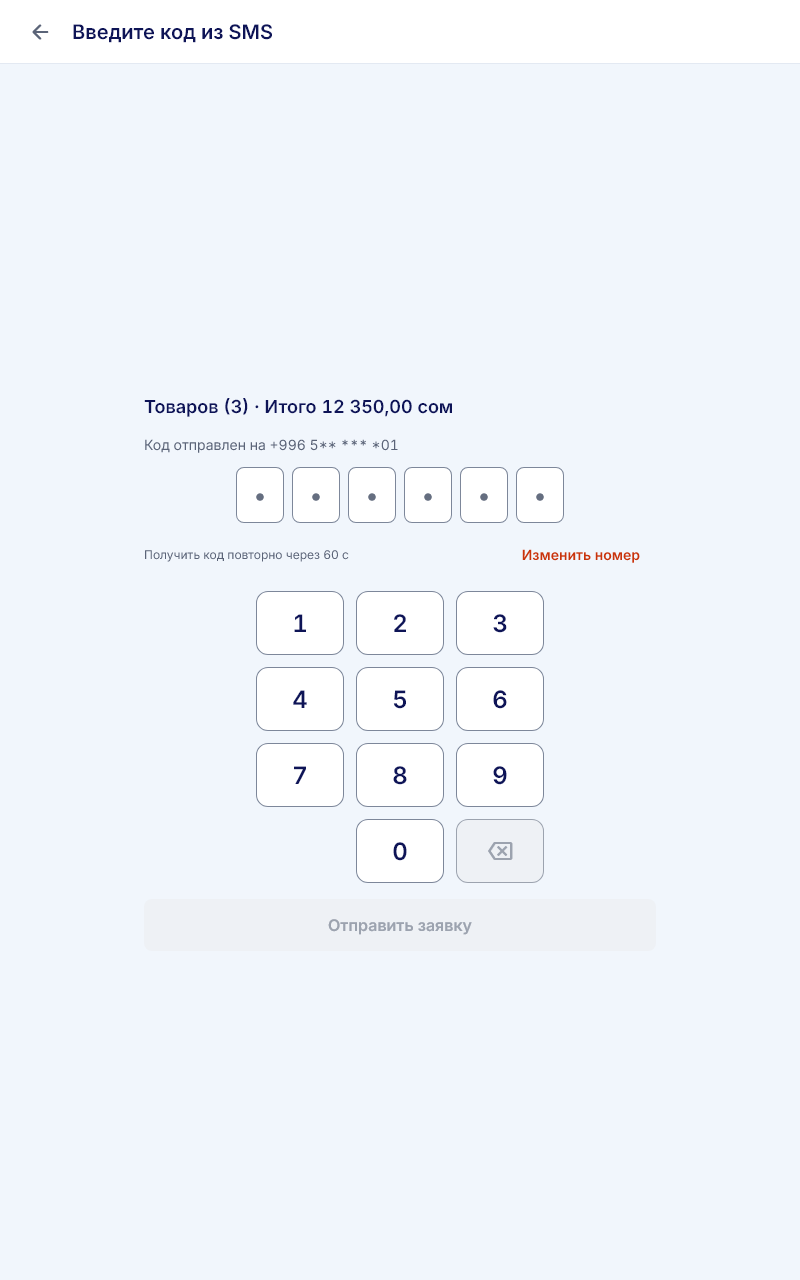 Введите код из SMS
Товаров (3) · Итого 12 350,00 сом
Код отправлен на +996 5** *** *01
Получить код повторно через 60 с
Изменить номер
1 2 3
4 5 6
7 8 9
0
Отправить заявку